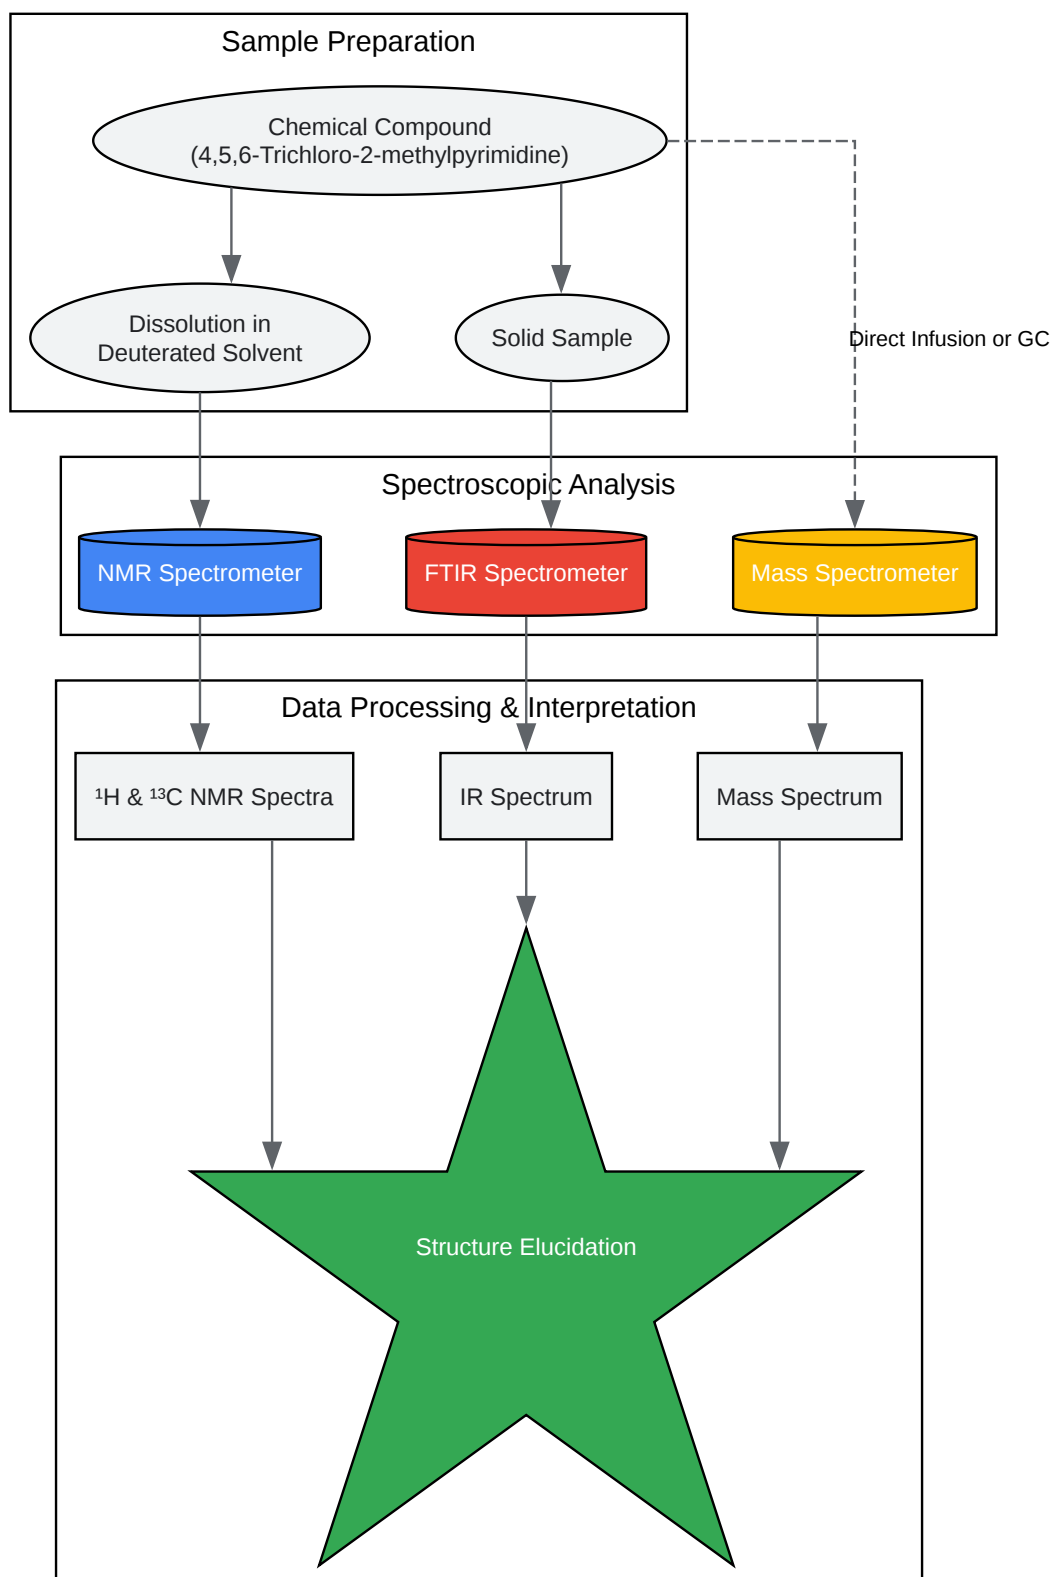 Sample Preparation
Chemical Compound
(4,5,6-Trichloro-2-methylpyrimidine)
Dissolution in
Deuterated Solvent
Solid Sample
Direct Infusion or GC
Spectroscopic Analysis
NMR Spectrometer
FTIR Spectrometer
Mass Spectrometer
Data Processing & Interpretation
¹H & ¹³C NMR Spectra
IR Spectrum
Mass Spectrum
Structure Elucidation